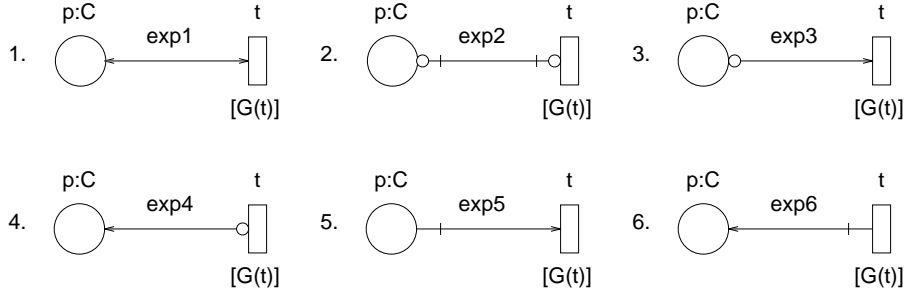 p:C t p:C t p:C t
1. exp1 2. exp2 3. exp3
[G(t)] [G(t)] [G(t)]
p:C t p:C t p:C t
4. exp4 5. exp5 6. exp6
[G(t)] [G(t)] [G(t)]